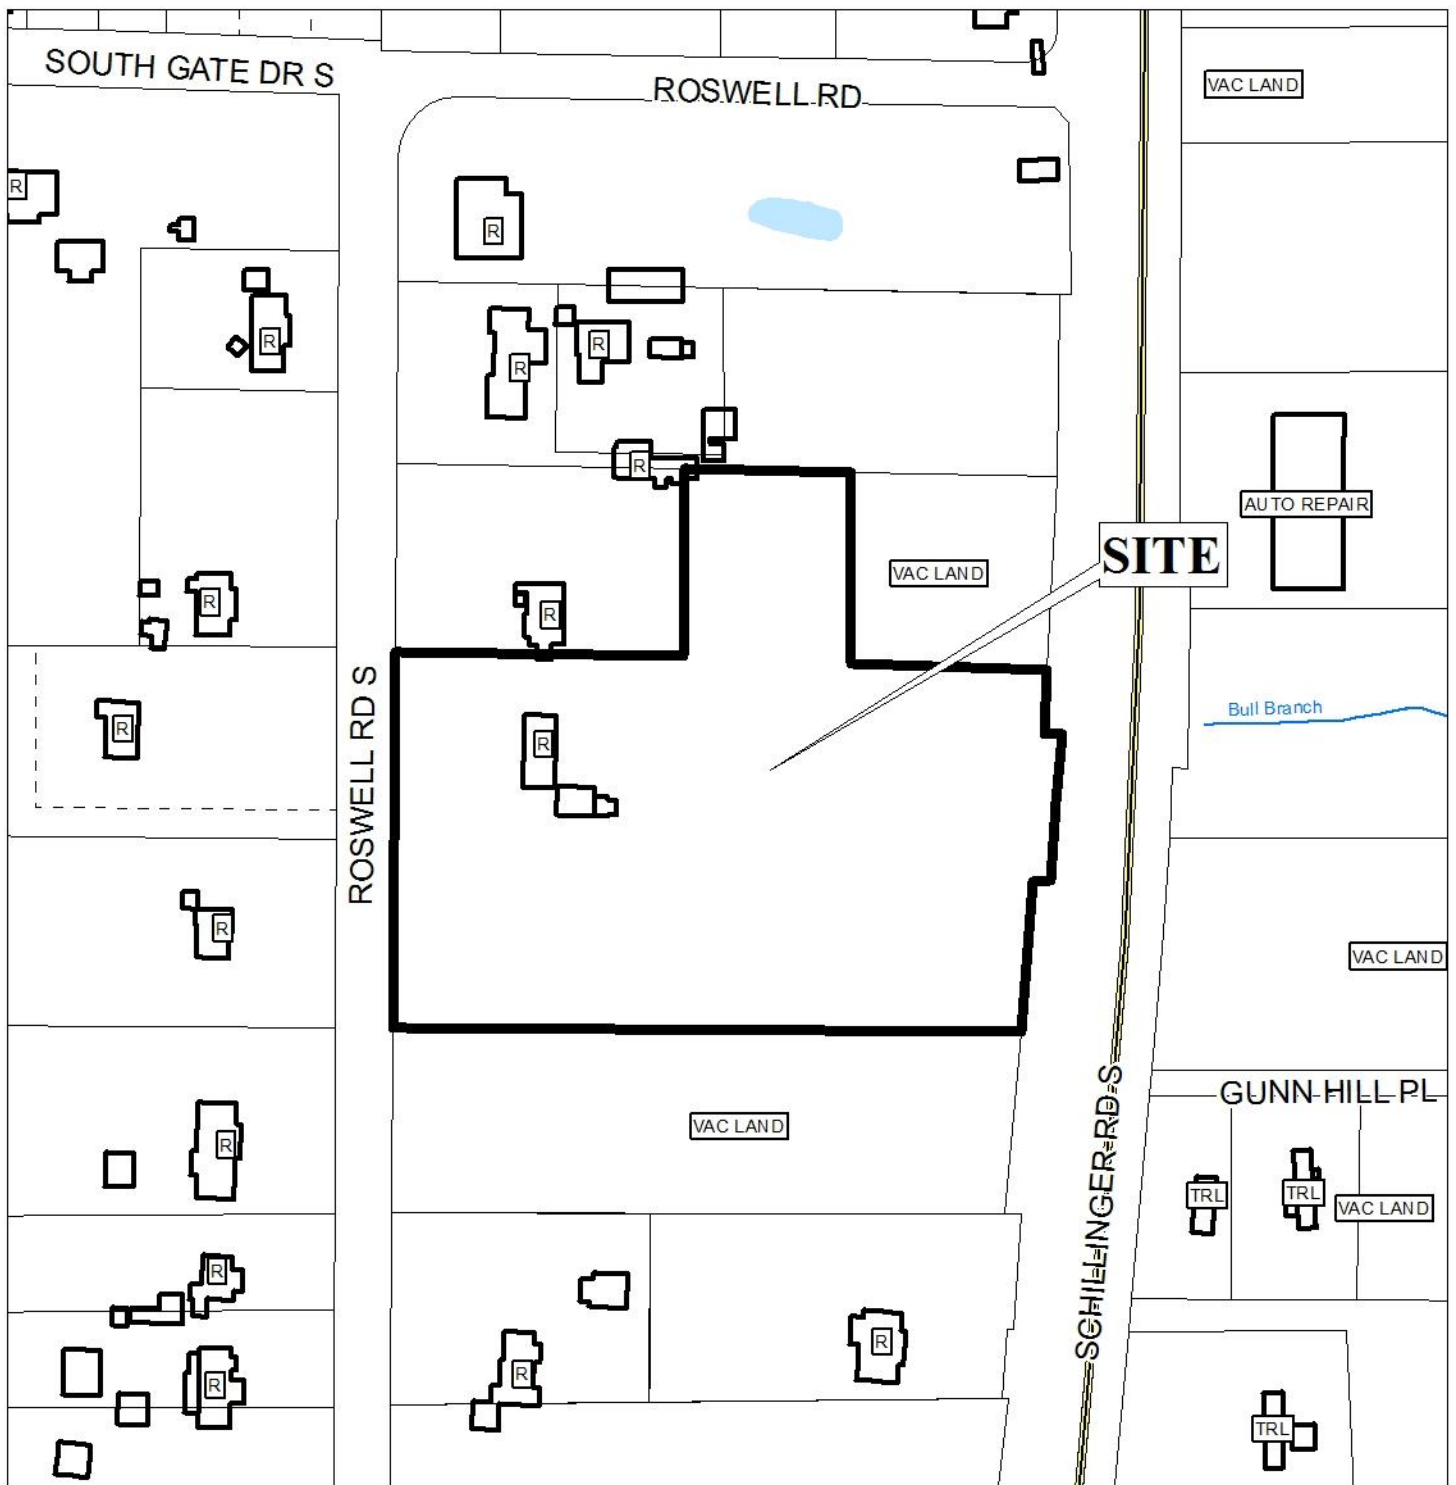 SOUTH GATE DR S
ROSWELL RD
VAC LAND
R
R
R
R
R
AUTO REPAIR
R
SITE
VAC LAND
R
R
ROSWELL RD S
R
R
Bull Branch
R
VAC LAND
GUNN HILL PL
VAC LAND
R
SCHILLINGER RD S
TRL
TRL
VAC LAND
R
R
R
R
TRL